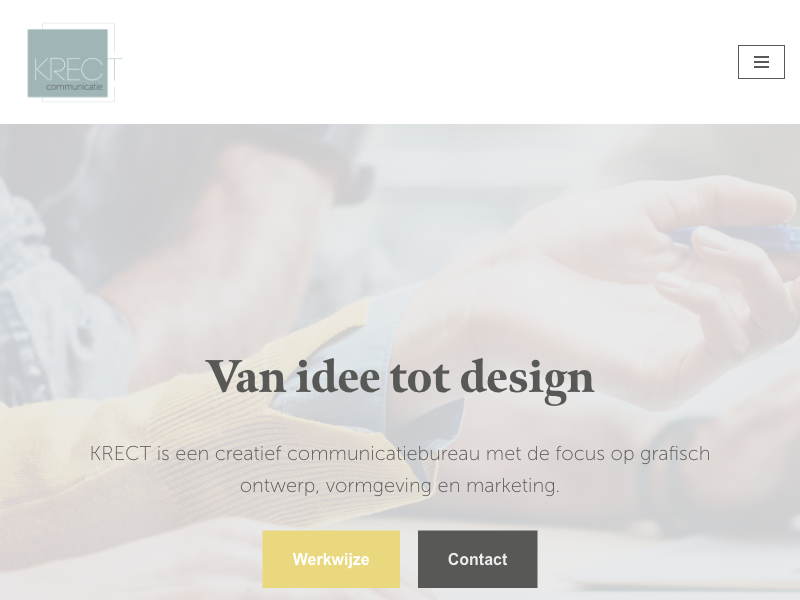 KRECT
communicatie
Van idee tot design
KRECT is een creatief communicatiebureau met de focus op grafisch
ontwerp, vormgeving en marketing.
Werkwijze
Contact